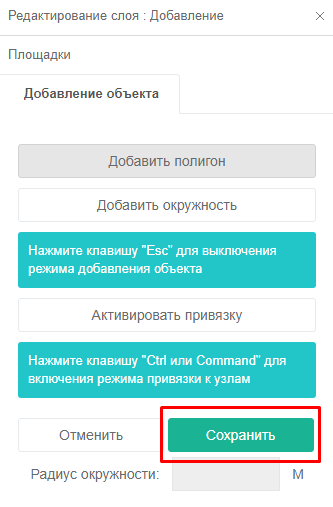 Редактирование слоя : Добавление
Площадки
Добавление объекта
Добавить полигон
Добавить окружность
Нажмите клавишу "Esc" для выключения
режима добавления объекта
Активировать привязку
Нажмите клавишу "Ctrl или Command" для
включения режима привязки к узлам
Отменить Сохранить
Радиус окружности: М